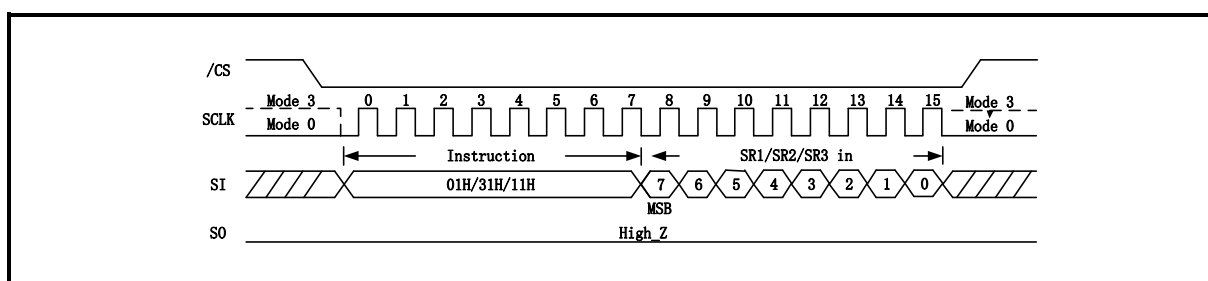 /CS
Mode 3 0 1 2 3 4 5 6 7 8 9 10 11 12 13 14 15 Mode 3
SCLK Mode 0 Mode 0
Instruction SR1/SR2/SR3 in
SI 01H/31H/11H 7 6 5 4 3 2 1 0
MSB
SO High_Z